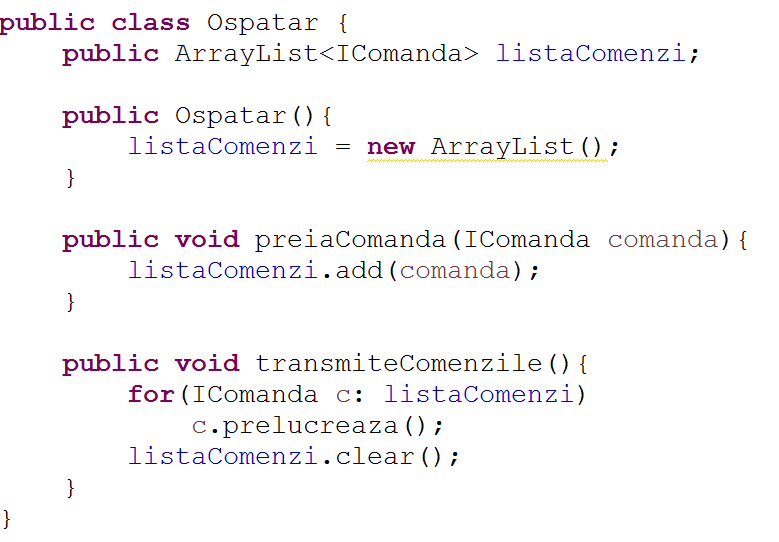 public class Ospatar {
    public ArrayList<IComanda> listaComenzi;

    public Ospatar(){
        listaComenzi = new ArrayList();
    }

    public void preiaComanda(IComanda comanda){
        listaComenzi.add(comanda);
    }

    public void transmiteComenzile(){
        for(IComanda c: listaComenzi)
            c.prelucreaza();
        listaComenzi.clear();
    }
}